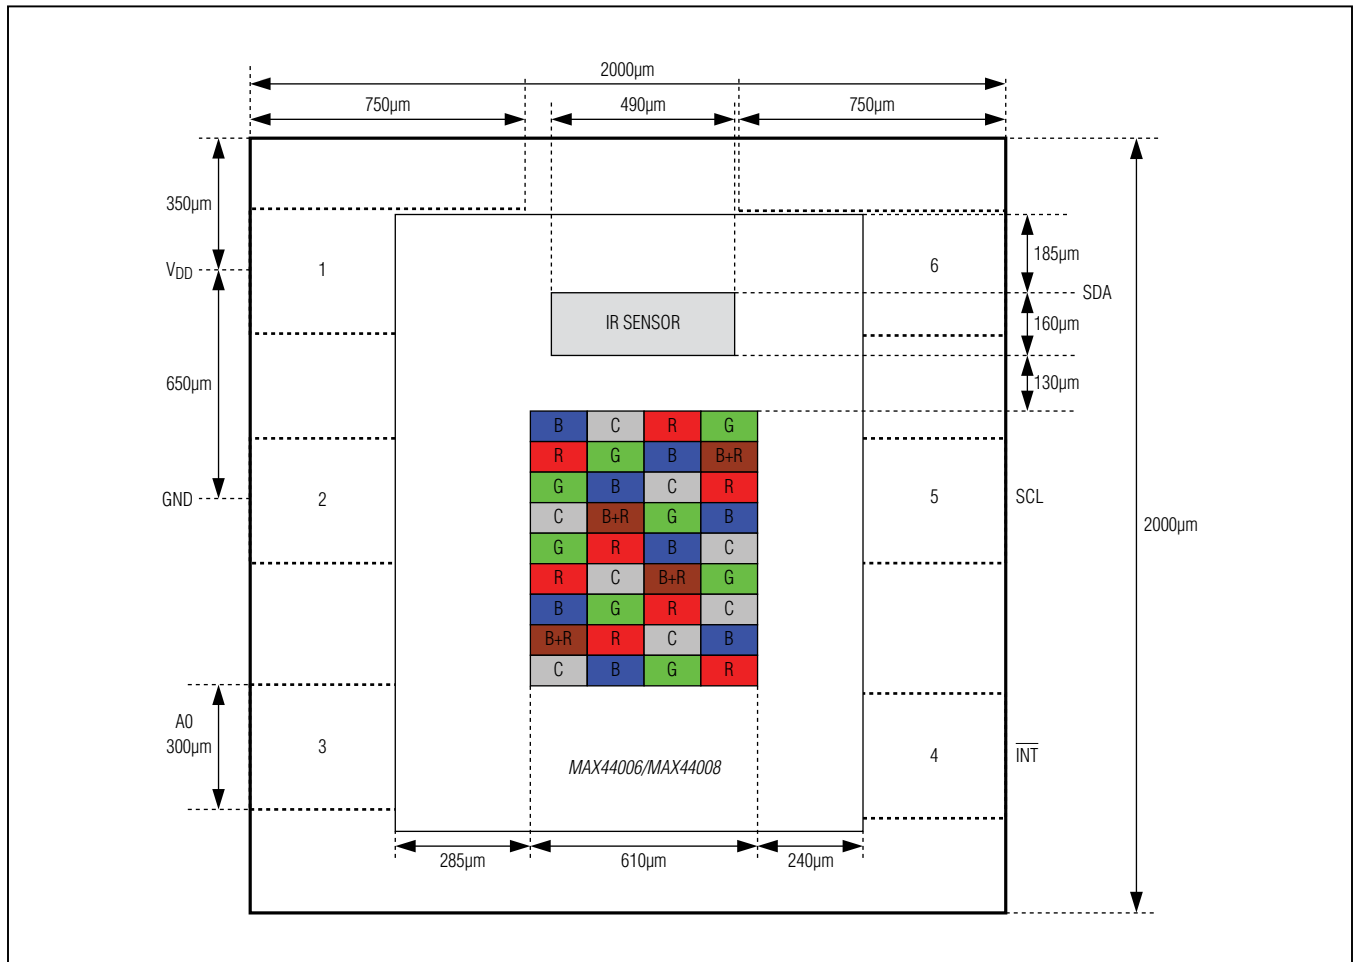 2000µm
750µm 490µm 750µm
350µm
VDD 1 6 185µm
SDA
IR SENSOR 160µm
650µm 130µm
B C R G
R G B B+R
G B C R
GND 2 5 SCL
C B+R G B
2000µm
G R B C
R C B+R G
B G R C
B+R R C B
C B G R
A0
300µm 3 4 INT
MAX44006/MAX44008
285µm 610µm 240µm